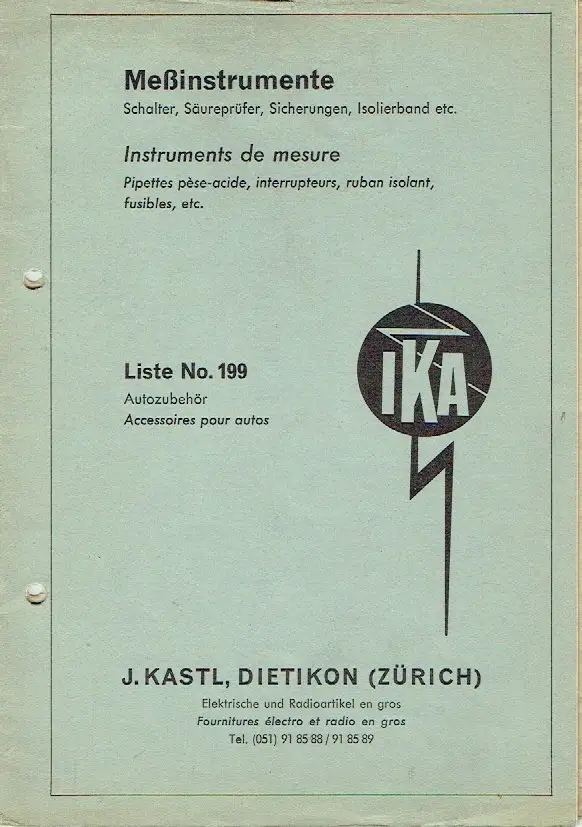 Meßinstrumente
Schalter, Säureprüfer, Sicherungen, Isolierband etc.
Instruments de mesure
Pipettes pèse-acide, interrupteurs, ruban isolant,
fusibles, etc.
IKA
Liste No. 199
Autozubehör
Accessoires pour autos
J. KASTL, DIETIKON (ZÜRICH)
Elektrische und Radioartikel en gros
Fournitures électro et radio en gros
Tel. (051) 91 85 88 / 91 85 89